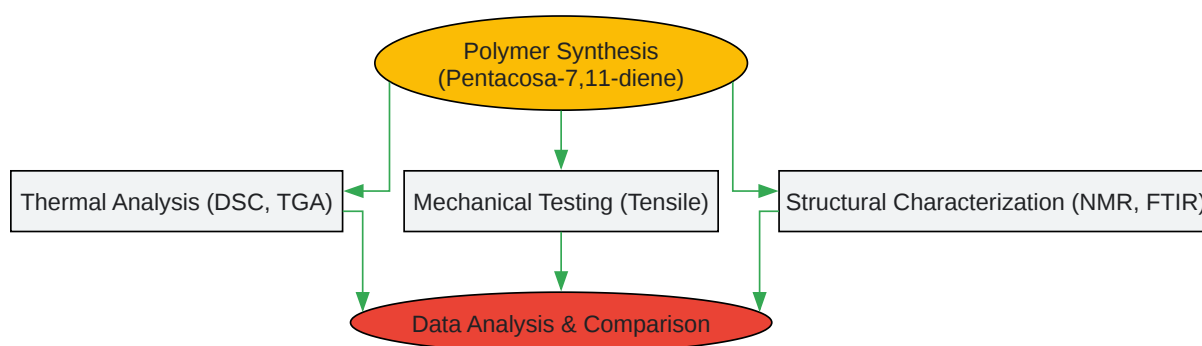 Polymer Synthesis
(Pentacosa-7,11-diene)
Thermal Analysis (DSC, TGA)
Mechanical Testing (Tensile)
Structural Characterization (NMR, FTIR)
Data Analysis & Comparison